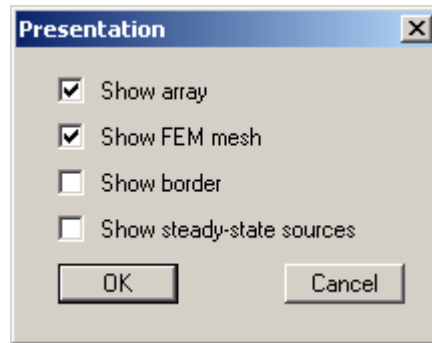 Presentation
Show array
Show FEM mesh
Show border
Show steady-state sources
OK Cancel